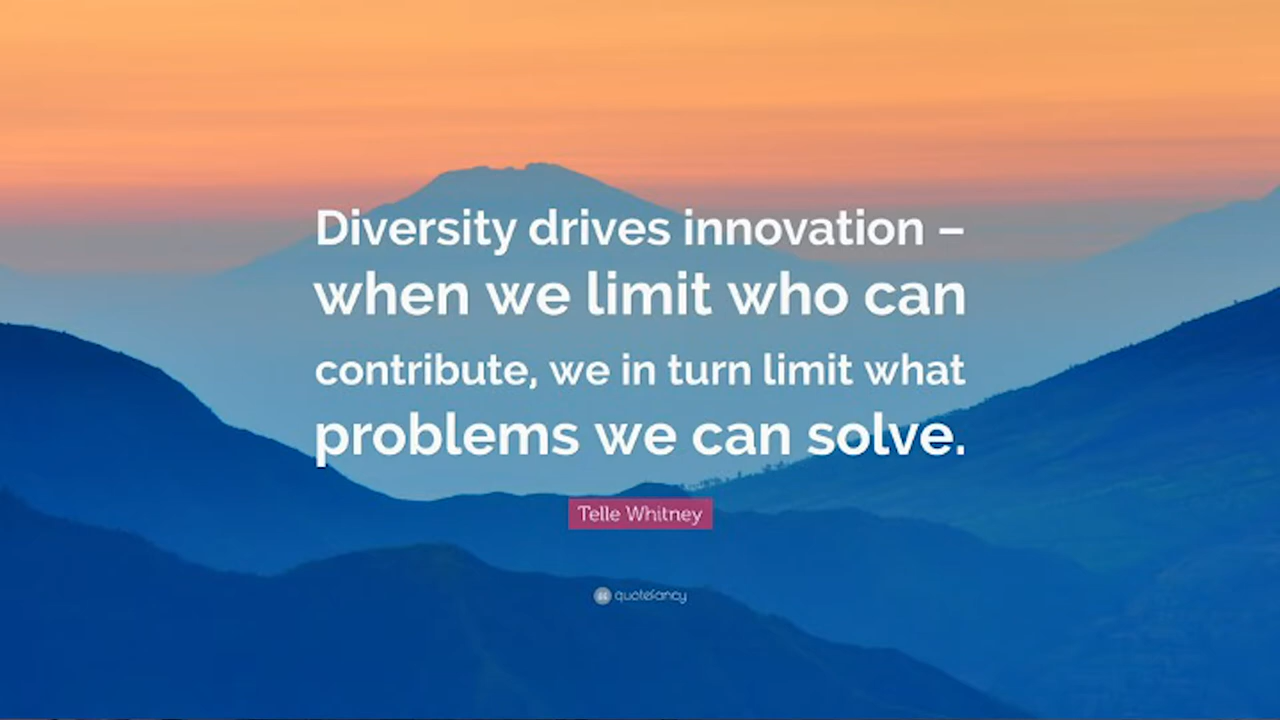 Diversity drives innovation –
when we limit who can
contribute, we in turn limit what
problems we can solve.
Telle Whitney
quotefancy